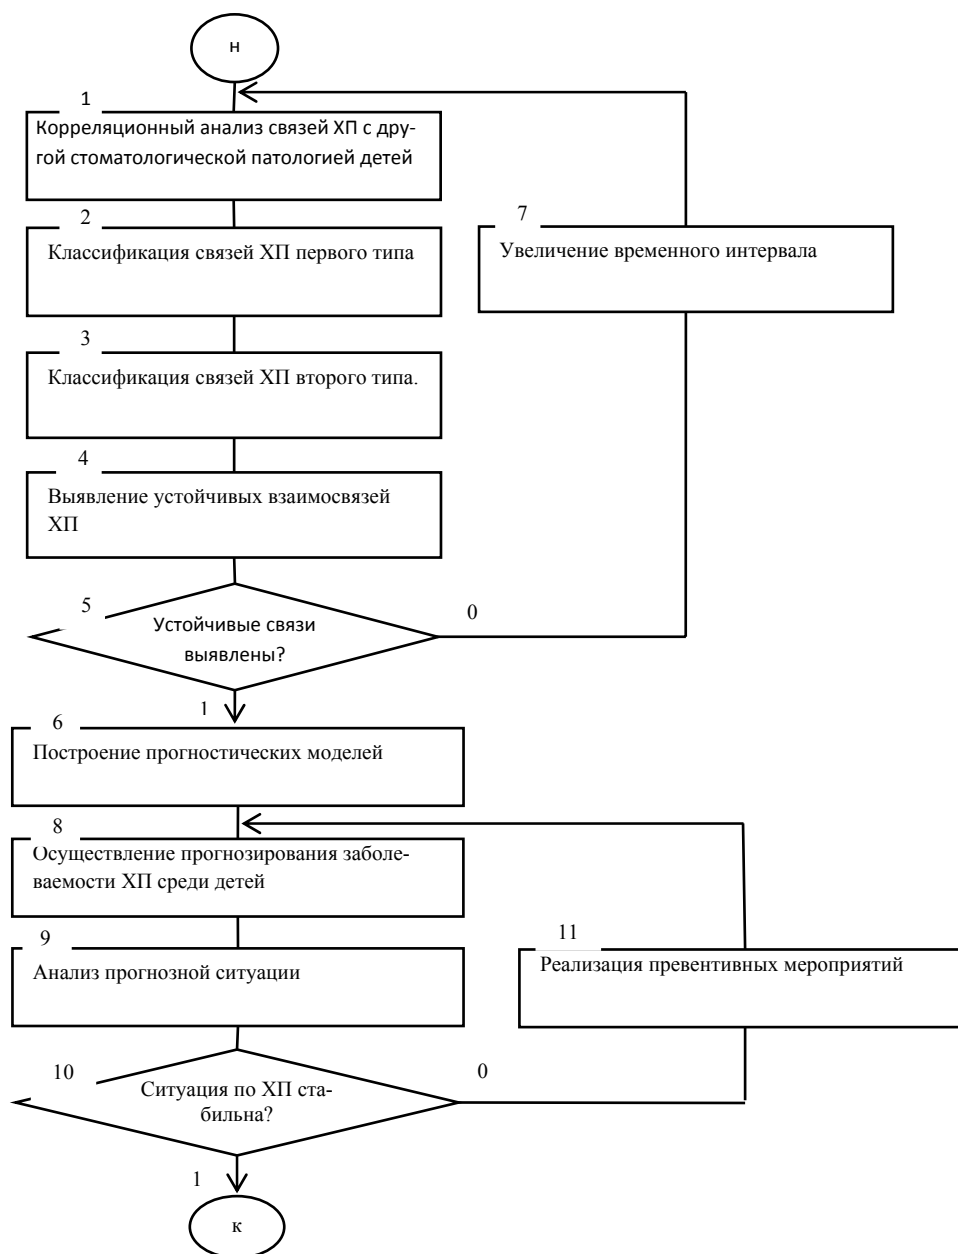 н
1
Корреляционный анализ связей ХП с дру-
гой стоматологической патологией детей
2
Классификация связей ХП первого типа
7
Увеличение временного интервала
3
Классификация связей ХП второго типа.
4
Выявление устойчивых взаимосвязей
ХП
5
0
Устойчивые связи
выявлены?
1
6
Построение прогностических моделей
8
Осуществление прогнозирования заболе-
ваемости ХП среди детей
9
Анализ прогнозной ситуации
11
Реализация превентивных мероприятий
10
0
Ситуация по ХП ста-
бильна?
1
к